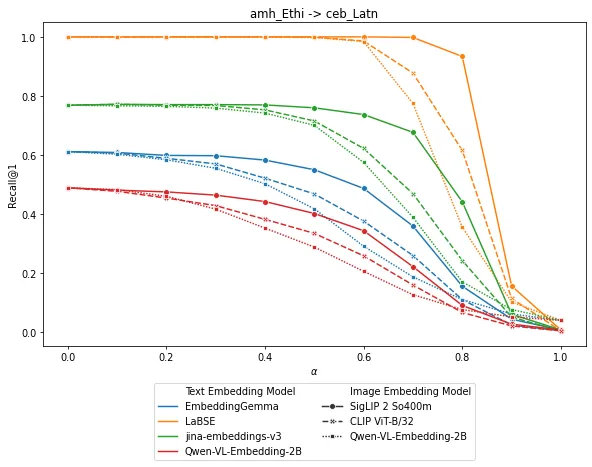 amh_Ethi -> ceb_Latn
Recall@1
1.0
0.8
0.6
0.4
0.2
0.0
0.0 0.2 0.4 0.6 0.8 1.0
α
Text Embedding Model
EmbeddingGemma
LaBSE
jina-embeddings-v3
Qwen-VL-Embedding-2B
Image Embedding Model
SigLIP 2 So400m
CLIP ViT-B/32
Qwen-VL-Embedding-2B